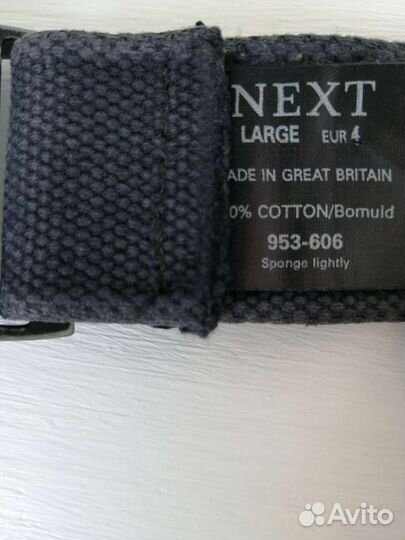 NEXT
LARGE EUR 4
ADE IN GREAT BRITAIN
0% COTTON/Bomuld
953-606
Sponge lightly
Avito